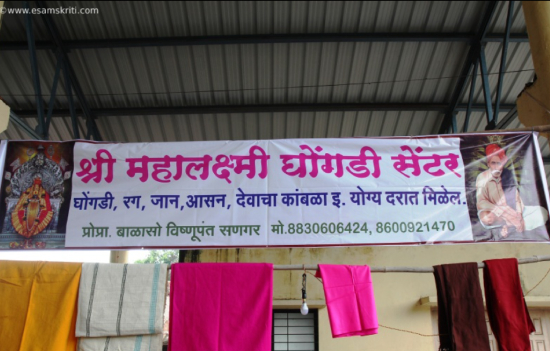 ©www.esamskriti.com
श्री महालक्ष्मी घोंगडी सेंटर
घोंगडी, रग, जान,आसन, देवाचा कांबळा इ. योग्य दरात मिळेल.
प्रोप्रा. बाळासो विष्णूपंत सणगर मो.8830606424, 8600921470